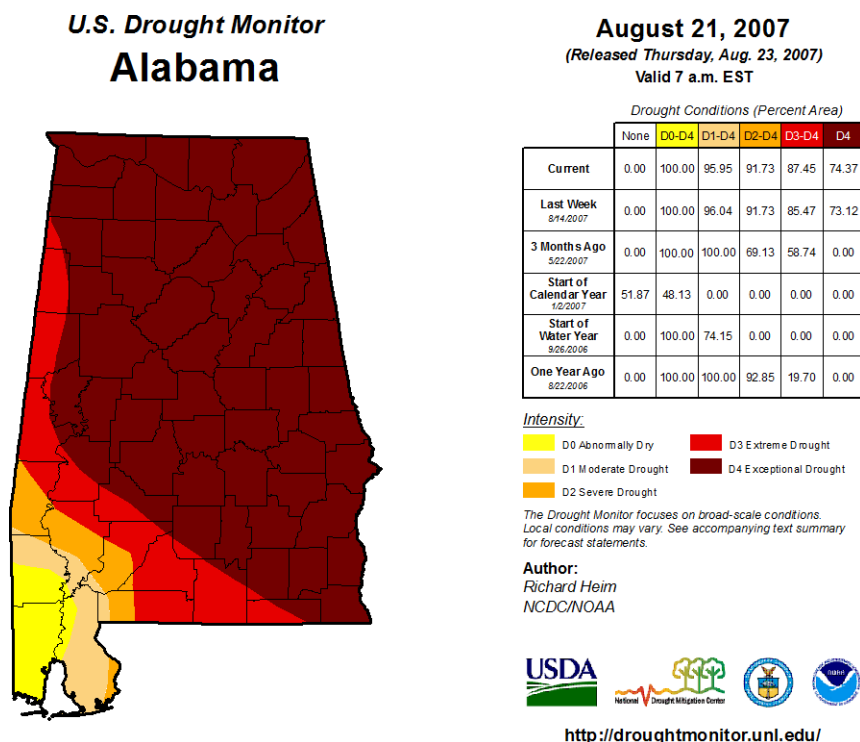 U.S. Drought Monitor
Alabama
August 21, 2007
(Released Thursday, Aug. 23, 2007)
Valid 7 a.m. EST
Drought Conditions (Percent Area)
None D0-D4 D1-D4 D2-D4 D3-D4 D4
Current 0.00 100.00 95.95 91.73 87.45 74.37
Last Week 8/14/2007 0.00 100.00 96.04 91.73 85.47 73.12
3 Months Ago 5/22/2007 0.00 100.00 100.00 69.13 58.74 0.00
Start of Calendar Year 1/2/2007 51.87 48.13 0.00 0.00 0.00 0.00
Start of Water Year 9/26/2006 0.00 100.00 74.15 0.00 0.00 0.00
One Year Ago 8/22/2006 0.00 100.00 100.00 92.85 19.70 0.00
Intensity:
D0 Abnormally Dry
D1 Moderate Drought
D2 Severe Drought
D3 Extreme Drought
D4 Exceptional Drought
The Drought Monitor focuses on broad-scale conditions.
Local conditions may vary. See accompanying text summary
for forecast statements.
Author:
Richard Heim
NCDC/NOAA
USDA
National Drought Mitigation Center
NOAA
http://droughtmonitor.unl.edu/